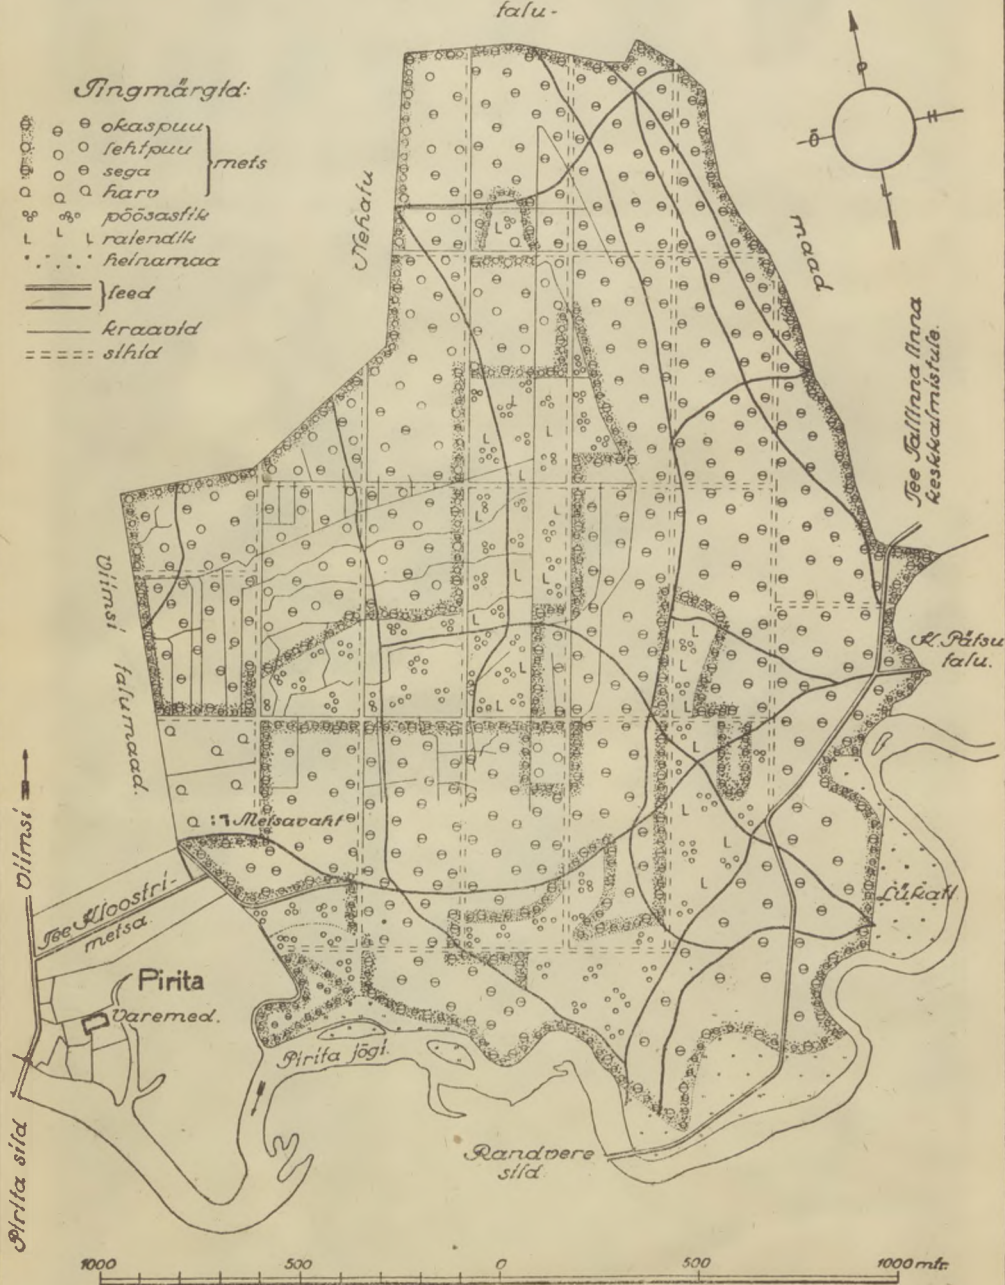 talu-
Tingmärgid:
okaspuu
lehtpuu
sega
harv
mets
põõsastik
L L L raiendik
heinamaa
teed
kraavid
sihid
Nehatu
maad
P
Ö
H
L
Tee Tallinna linna
keskkalmistule.
K. Pätsu
talu.
Viimsi talumaad.
Metsavaht
Viimsi
Tee Kloostri-
metsa
Pirita
Varemed.
Pirita jõgi.
Lükati
Randvere
sild
Pirita sild
1000 500 0 500 1000 mtr.